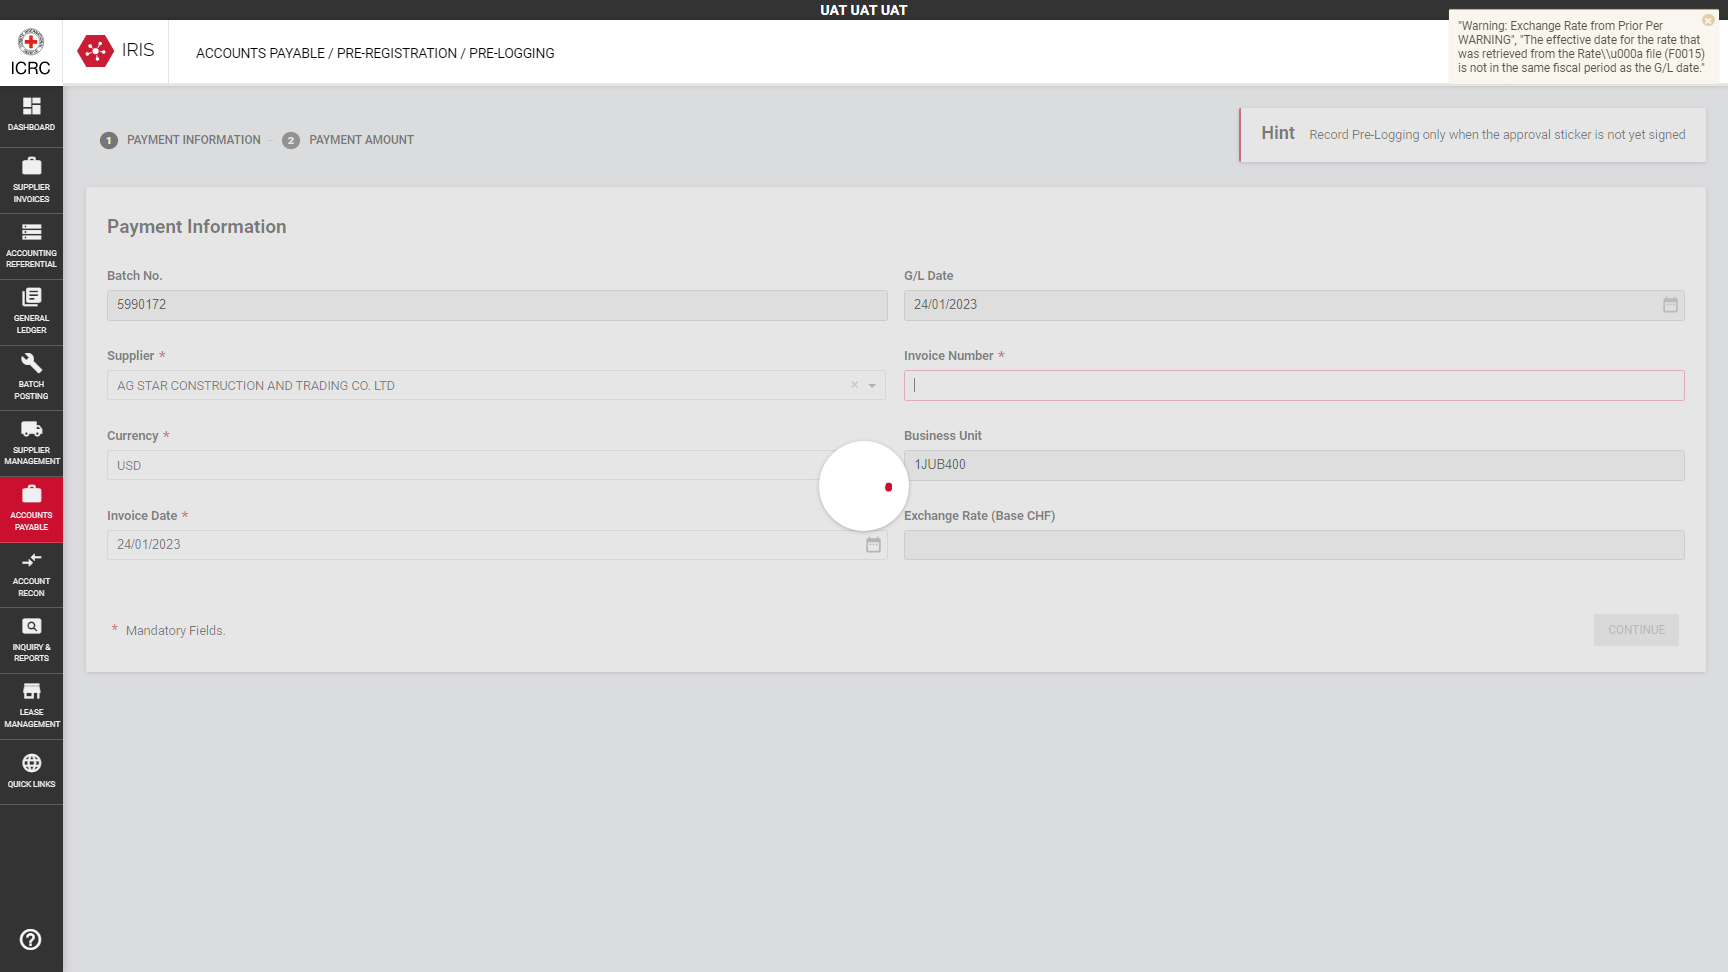 UAT UAT UAT
ICRC
IRIS
ACCOUNTS PAYABLE / PRE-REGISTRATION / PRE-LOGGING
"Warning: Exchange Rate from Prior Per
WARNING", "The effective date for the rate that
was retrieved from the Rate\\u000a file (F0015)
is not in the same fiscal period as the G/L date."
DASHBOARD
SUPPLIER
INVOICES
ACCOUNTING
REFERENTIAL
GENERAL
LEDGER
BATCH
POSTING
SUPPLIER
MANAGEMENT
ACCOUNTS
PAYABLE
ACCOUNT
RECON
INQUIRY &
REPORTS
LEASE
MANAGEMENT
QUICK LINKS
1 PAYMENT INFORMATION - 2 PAYMENT AMOUNT
Hint Record Pre-Logging only when the approval sticker is not yet signed
Payment Information
Batch No.
5990172
G/L Date
24/01/2023
Supplier *
AG STAR CONSTRUCTION AND TRADING CO. LTD
Invoice Number *
Currency *
USD
Business Unit
1JUB400
Invoice Date *
24/01/2023
Exchange Rate (Base CHF)
* Mandatory Fields.
CONTINUE